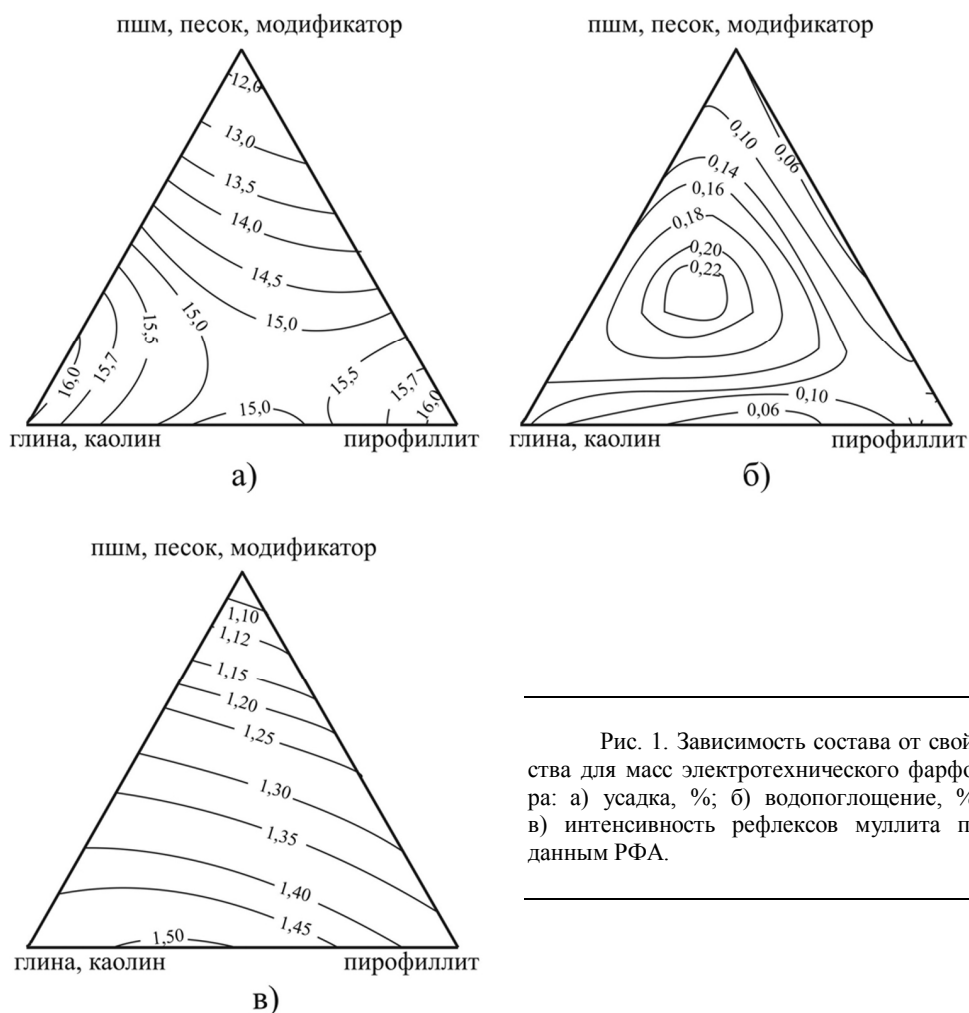 пшм, песок, модификатор
12,0
13,0
13,5
14,0
14,5
15,0
15,0
15,5
15,7
16,0
15,0
15,5
15,7
16,0
глина, каолин
пирофиллит
а)
пшм, песок, модификатор
0,10
0,06
0,14
0,16
0,18
0,20
0,22
0,10
0,06
глина, каолин
пирофиллит
б)
пшм, песок, модификатор
1,10
1,12
1,15
1,20
1,25
1,30
1,35
1,40
1,45
1,50
глина, каолин
пирофиллит
в)
Рис. 1. Зависимость состава от свой
ства для масс электротехнического фарфо
ра: а) усадка, %; б) водопоглощение, %
в) интенсивность рефлексов муллита п
данным РФА.